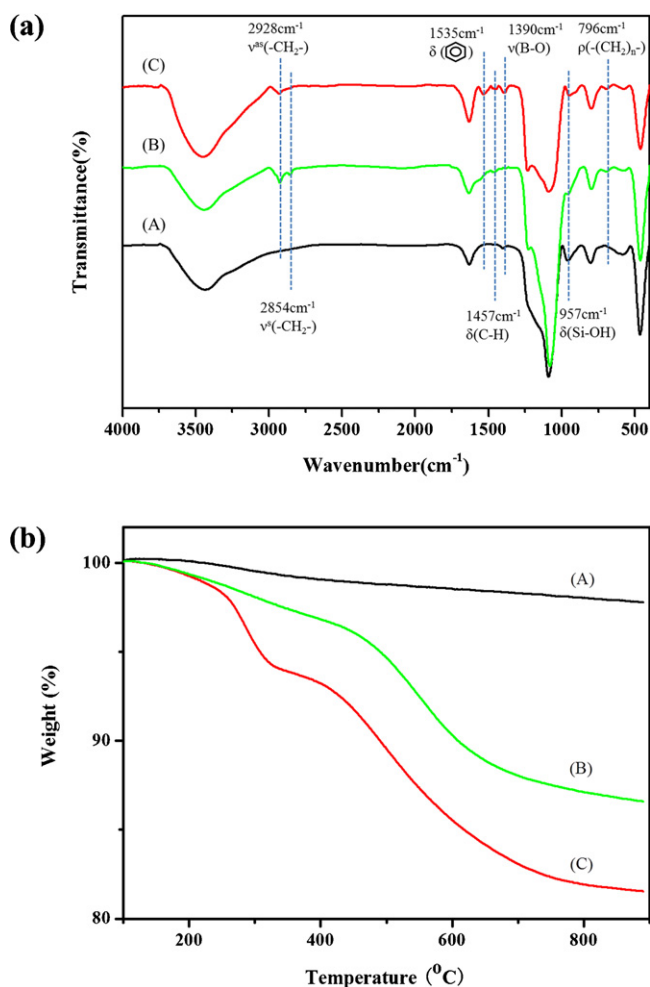 (a)
2928cm⁻¹
νᵃˢ(-CH₂-)
1535cm⁻¹
δ ( )
1390cm⁻¹
ν(B-O)
796cm⁻¹
ρ(-(CH₂)ₙ-)
(C)
(B)
(A)
2854cm⁻¹
νˢ(-CH₂-)
1457cm⁻¹
δ(C-H)
957cm⁻¹
δ(Si-OH)
Transmittance(%)
4000 3500 3000 2500 2000 1500 1000 500
Wavenumber(cm⁻¹)
(b)
100
90
80
Weight (%)
(A)
(B)
(C)
200 400 600 800
Temperature (⁰C)